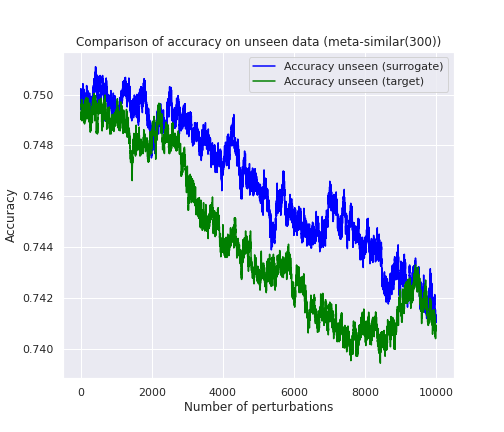 Comparison of accuracy on unseen data (meta-similar(300))
Accuracy unseen (surrogate)
Accuracy unseen (target)
Accuracy
0.750
0.748
0.746
0.744
0.742
0.740
0 2000 4000 6000 8000 10000
Number of perturbations